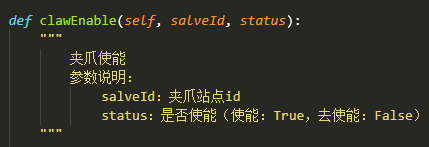 def clawEnable(self, salveId, status):
"""
夹爪使能
参数说明：
salveId：夹爪站点id
status：是否使能（使能：True，去使能：False）
"""